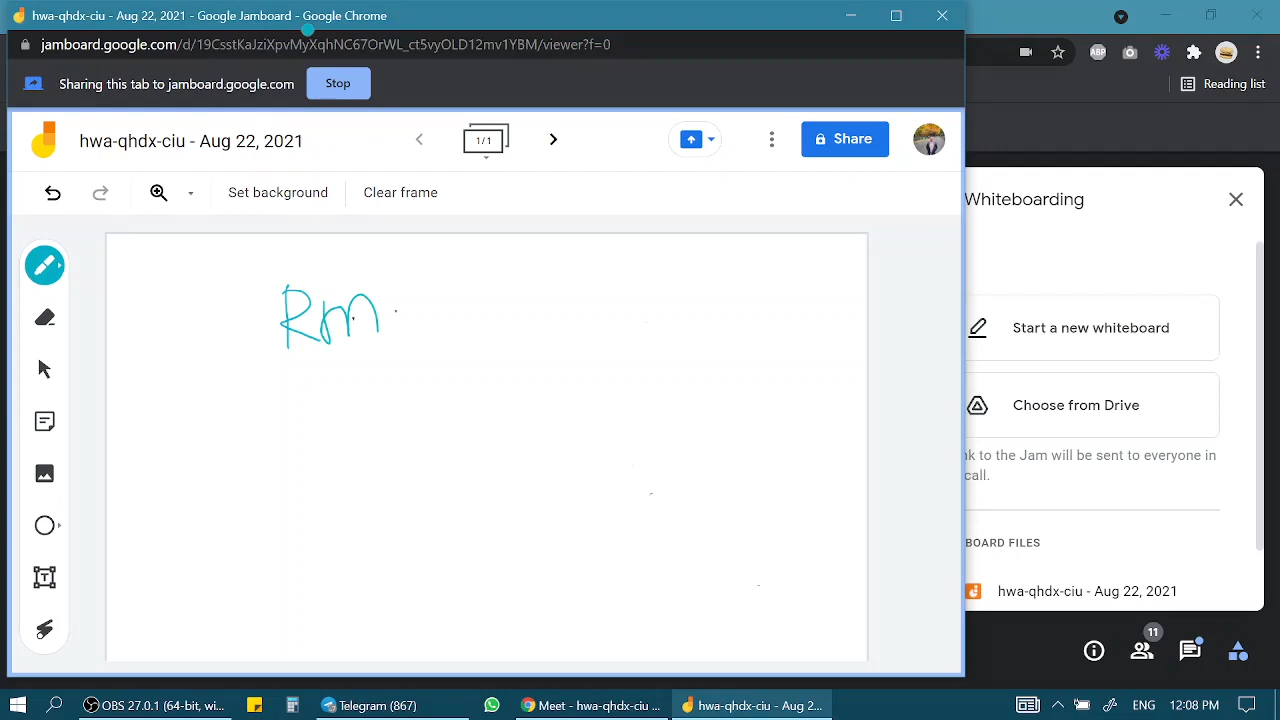 hwa-qhdx-ciu - Aug 22, 2021 - Google Jamboard - Google Chrome
jamboard.google.com/d/19CsstKaJziXpvMyXqhNC67OrWL_ct5vyOLD12mv1YBM/viewer?f=0
Sharing this tab to jamboard.google.com Stop
ABP
Reading list
hwa-qhdx-ciu - Aug 22, 2021
1/1
Share
Set background
Clear frame
Rm
T
Whiteboarding
Start a new whiteboard
Choose from Drive
nk to the Jam will be sent to everyone in
call.
BOARD FILES
hwa-qhdx-ciu - Aug 22, 2021
11
OBS 27.0.1 (64-bit, wi...
Telegram (867)
Meet - hwa-qhdx-ciu ...
hwa-qhdx-ciu - Aug 2...
ENG
12:08 PM